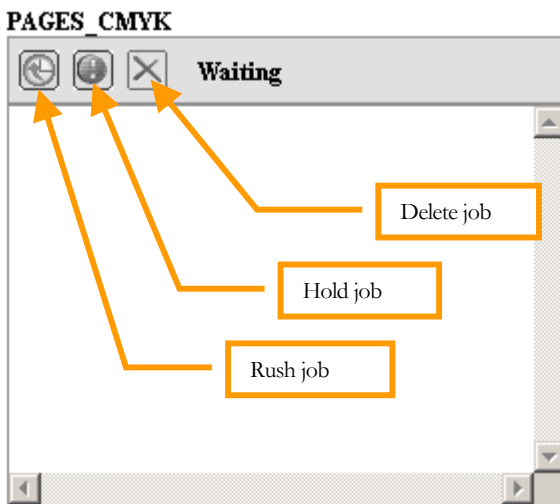 PAGES_CMYK
Waiting
Delete job
Hold job
Rush job